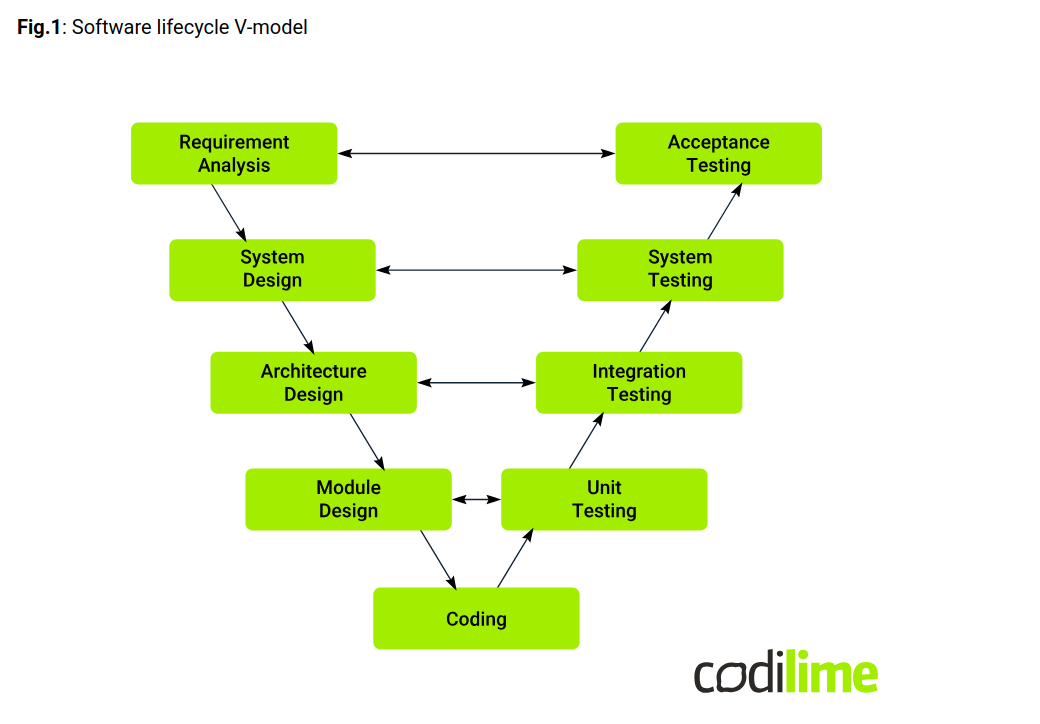 Fig.1: Software lifecycle V-model
Requirement
Analysis
Acceptance
Testing
System
Design
System
Testing
Architecture
Design
Integration
Testing
Module
Design
Unit
Testing
Coding
codilime